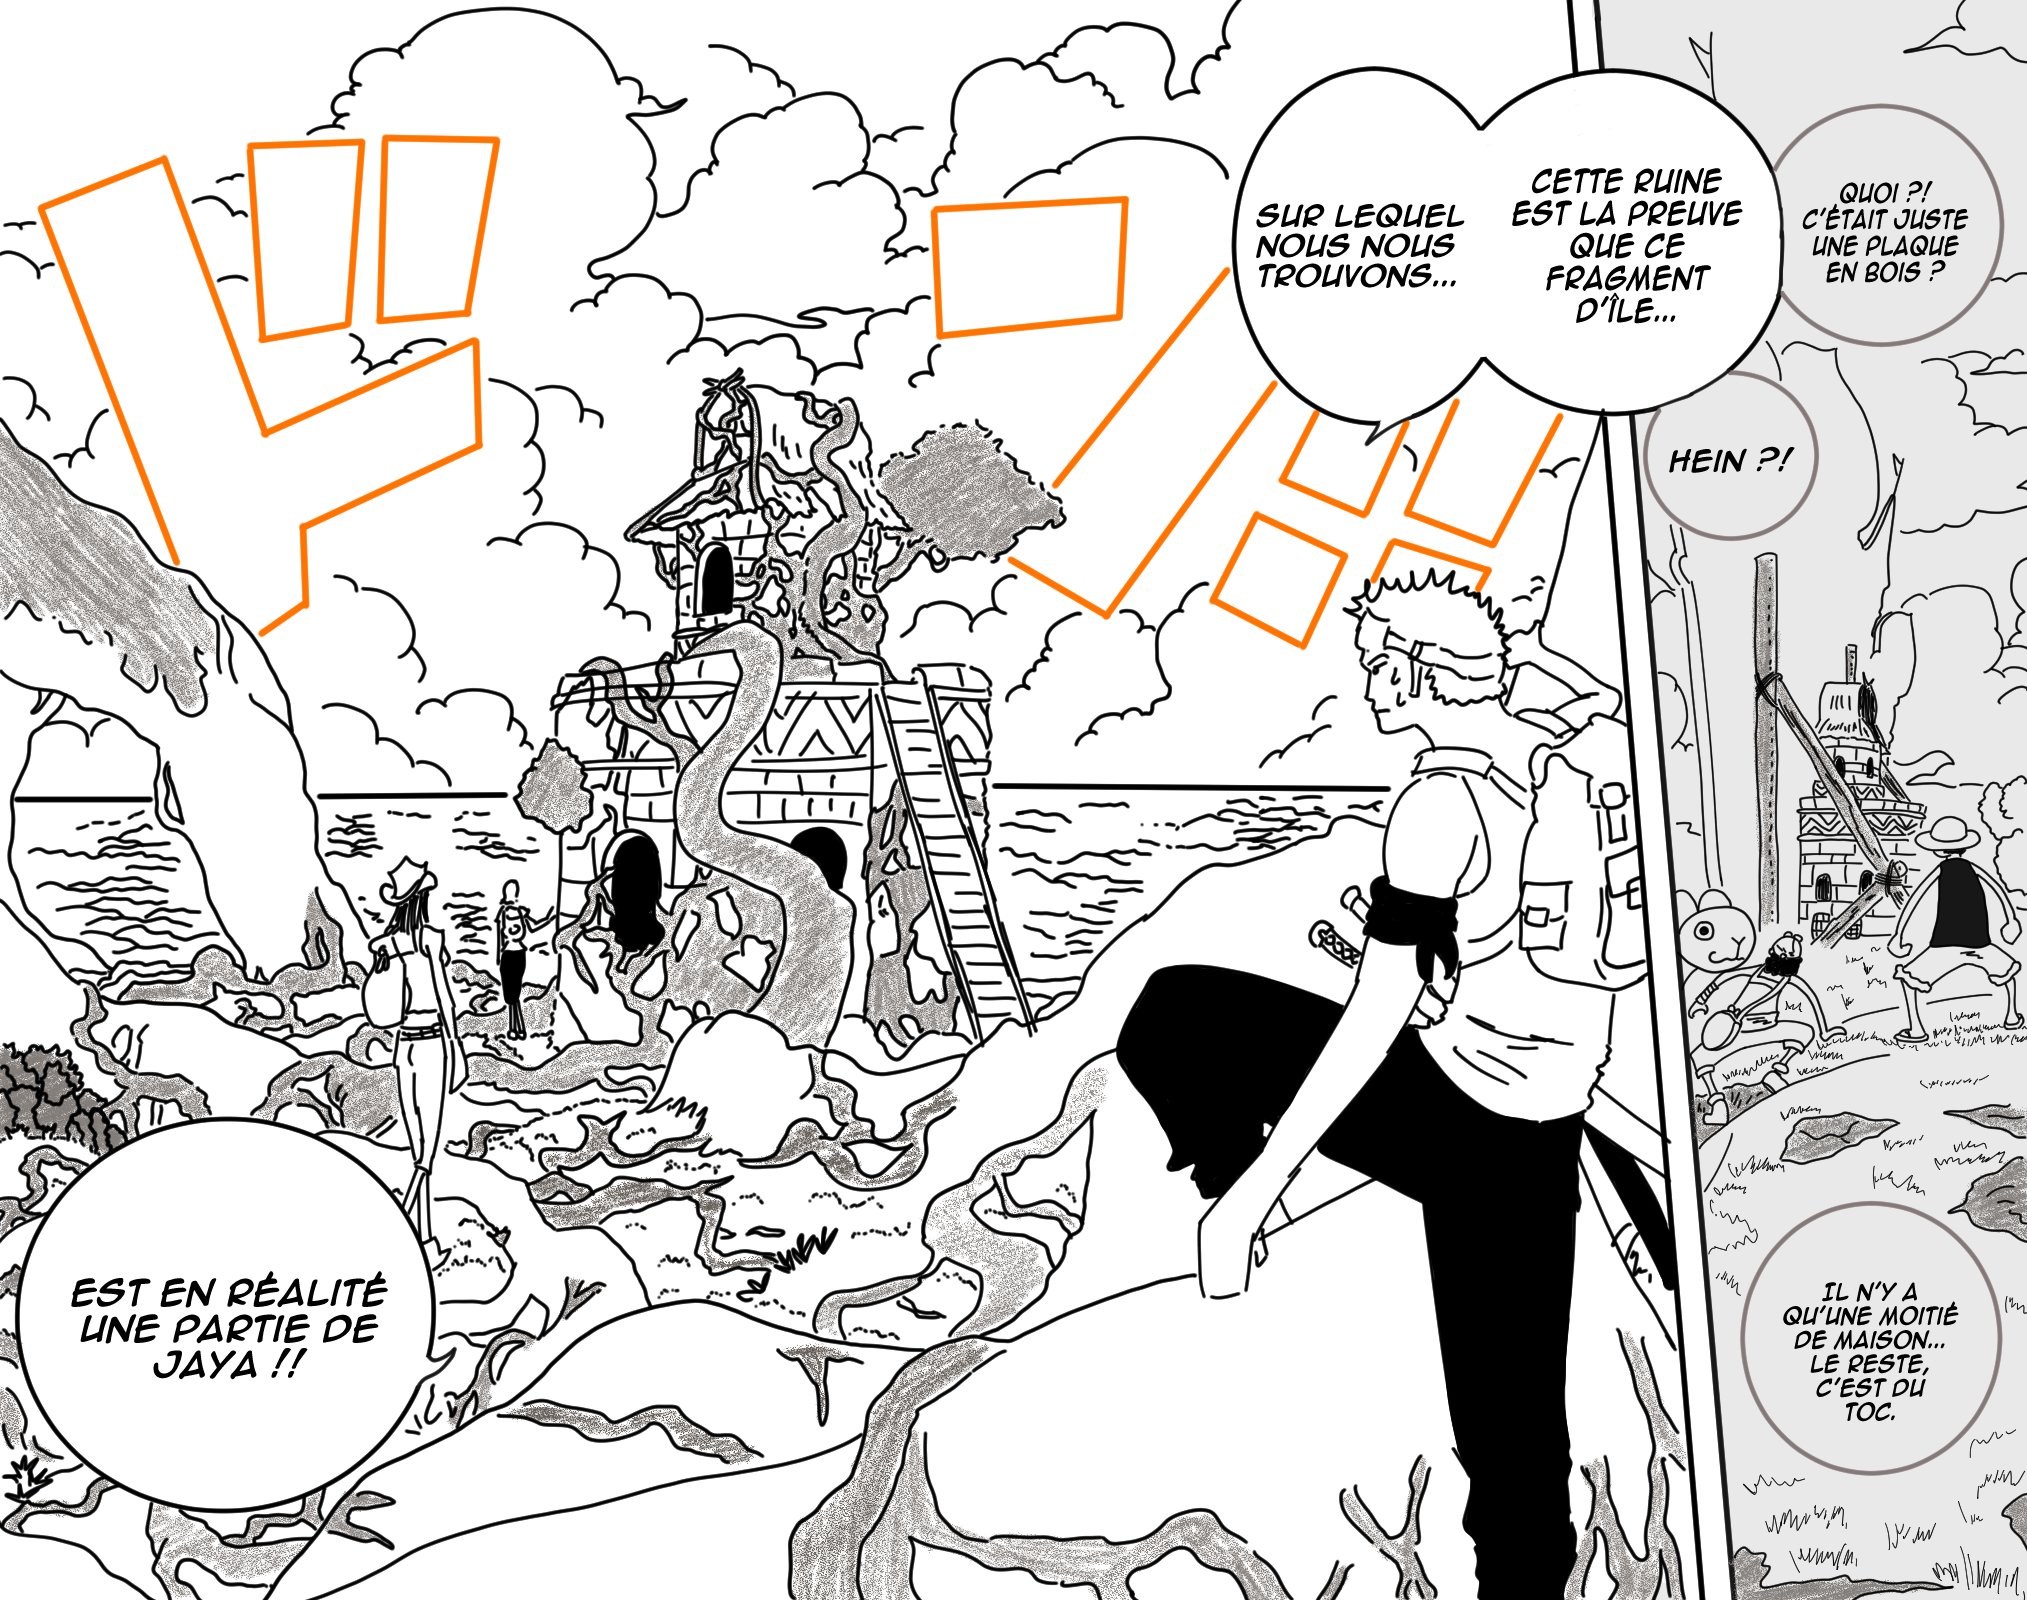 QUOI ?!
C'ÉTAIT JUSTE
UNE PLAQUE
EN BOIS ?
HEIN ?!
IL N'Y A
QU'UNE MOITIÉ
DE MAISON...
LE RESTE,
C'EST DU
TOC.
CETTE RUINE
EST LA PREUVE
QUE CE
FRAGMENT
D'ÎLE...
SUR LEQUEL
NOUS NOUS
TROUVONS...
ドン!!
EST EN RÉALITÉ
UNE PARTIE DE
JAYA !!